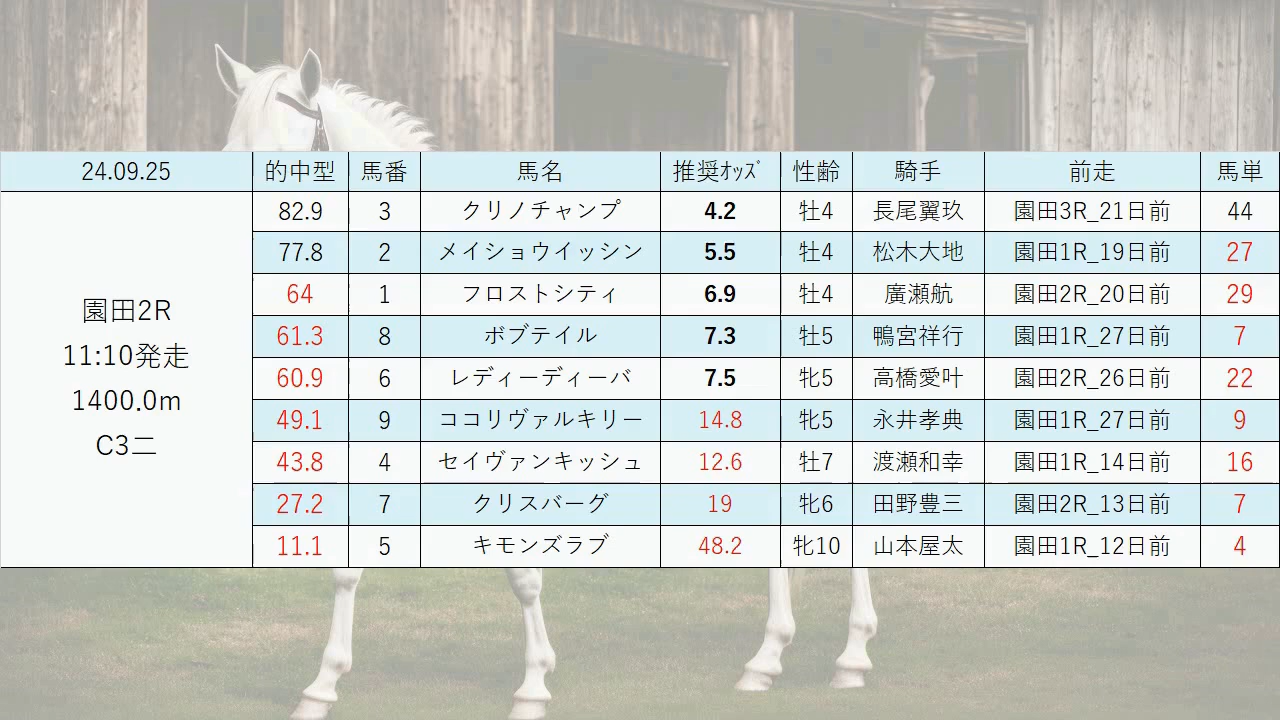 24.09.25 的中型 馬番 馬名 推奨ｵｯｽﾞ 性齢 騎手 前走 馬単
園田2R
11:10発走
1400.0m
C3二
82.9 3 クリノチャンプ 4.2 牡4 長尾翼玖 園田3R_21日前 44
77.8 2 メイショウイッシン 5.5 牡4 松木大地 園田1R_19日前 27
64 1 フロストシティ 6.9 牡4 廣瀬航 園田2R_20日前 29
61.3 8 ボブテイル 7.3 牡5 鴨宮祥行 園田1R_27日前 7
60.9 6 レディーディーバ 7.5 牝5 高橋愛叶 園田2R_26日前 22
49.1 9 ココリヴァルキリー 14.8 牝5 永井孝典 園田1R_27日前 9
43.8 4 セイヴァンキッシュ 12.6 牡7 渡瀬和幸 園田1R_14日前 16
27.2 7 クリスバーグ 19 牝6 田野豊三 園田2R_13日前 7
11.1 5 キモンズラブ 48.2 牝10 山本屋太 園田1R_12日前 4